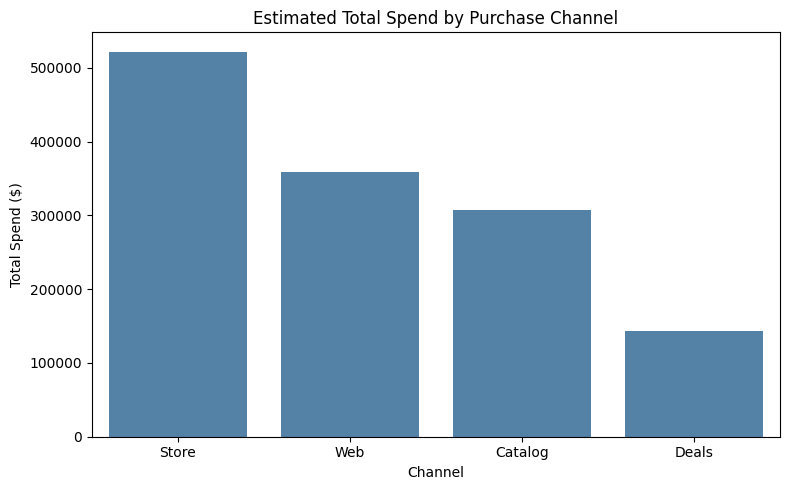 Estimated Total Spend by Purchase Channel
Total Spend ($)
500000
400000
300000
200000
100000
0
Store Web Catalog Deals
Channel